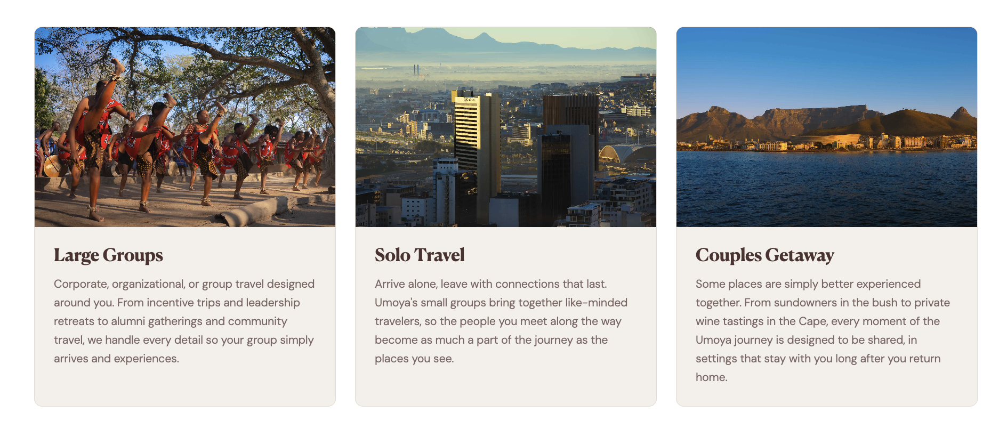 Large Groups
Corporate, organizational, or group travel designed
around you. From incentive trips and leadership
retreats to alumni gatherings and community
travel, we handle every detail so your group simply
arrives and experiences.
Solo Travel
Arrive alone, leave with connections that last.
Umoya's small groups bring together like-minded
travelers, so the people you meet along the way
become as much a part of the journey as the
places you see.
Couples Getaway
Some places are simply better experienced
together. From sundowners in the bush to private
wine tastings in the Cape, every moment of the
Umoya journey is designed to be shared, in
settings that stay with you long after you return
home.